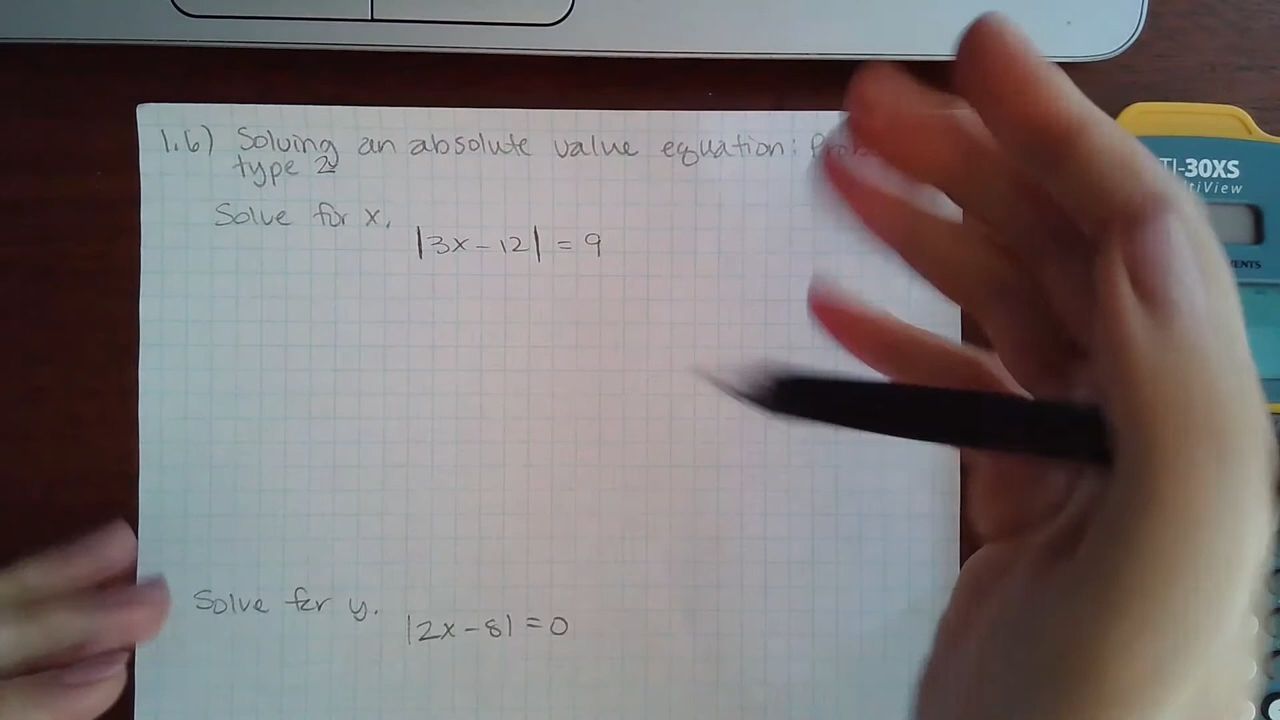 1.6) Solving an absolute value equation:
type 2
Solve for x.
|3x-12| = 9
TI-30XS
MultiView
Solve for y.
|2x-8| = 0